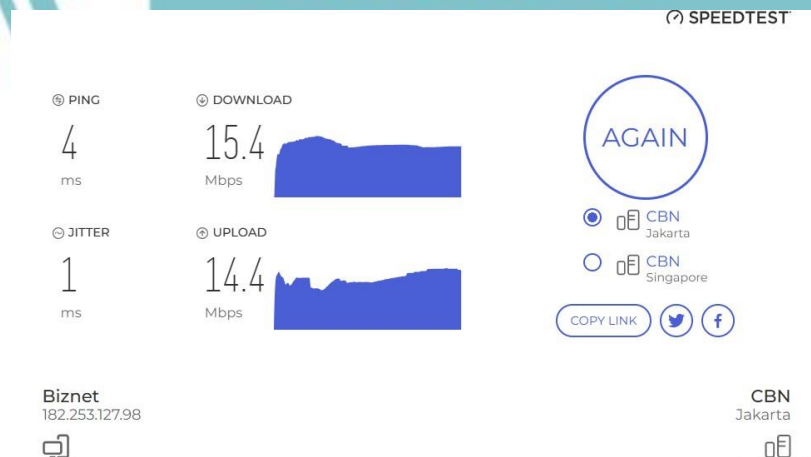 SPEEDTEST
PING
4
ms
DOWNLOAD
15.4
Mbps
JITTER
1
ms
UPLOAD
14.4
Mbps
AGAIN
CBN
Jakarta
CBN
Singapore
COPY LINK
Biznet
182.253.127.98
CBN
Jakarta